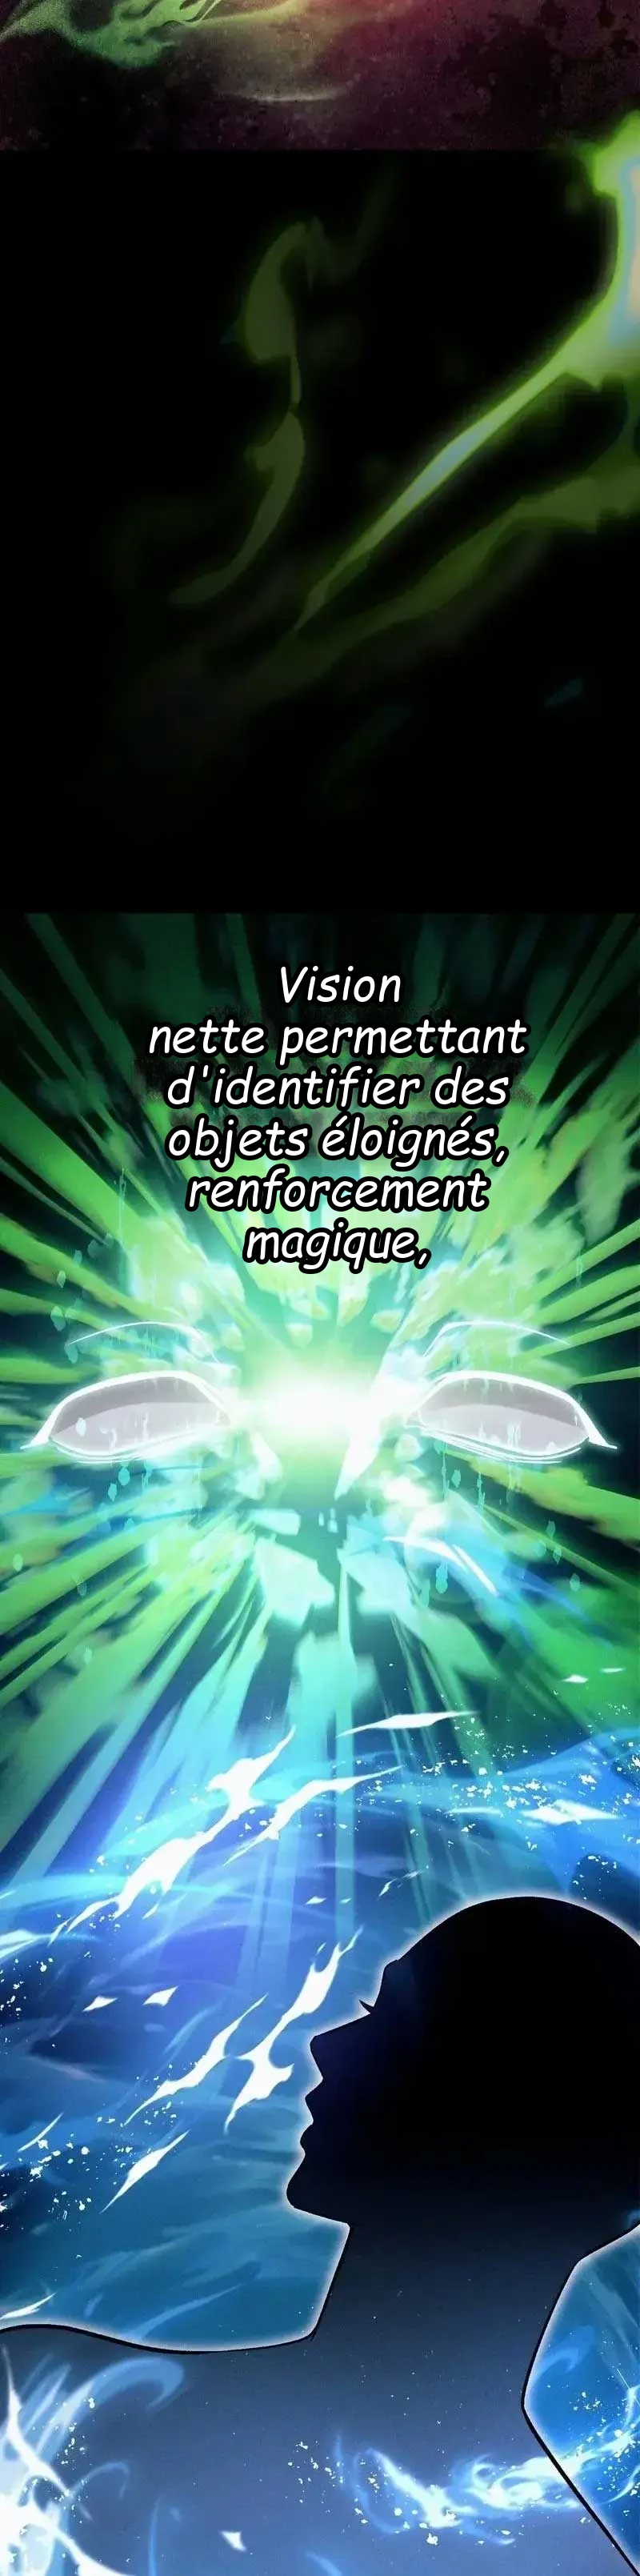 Vision
nette permettant
d'identifier des
objets éloignés,
renforcement
magique,